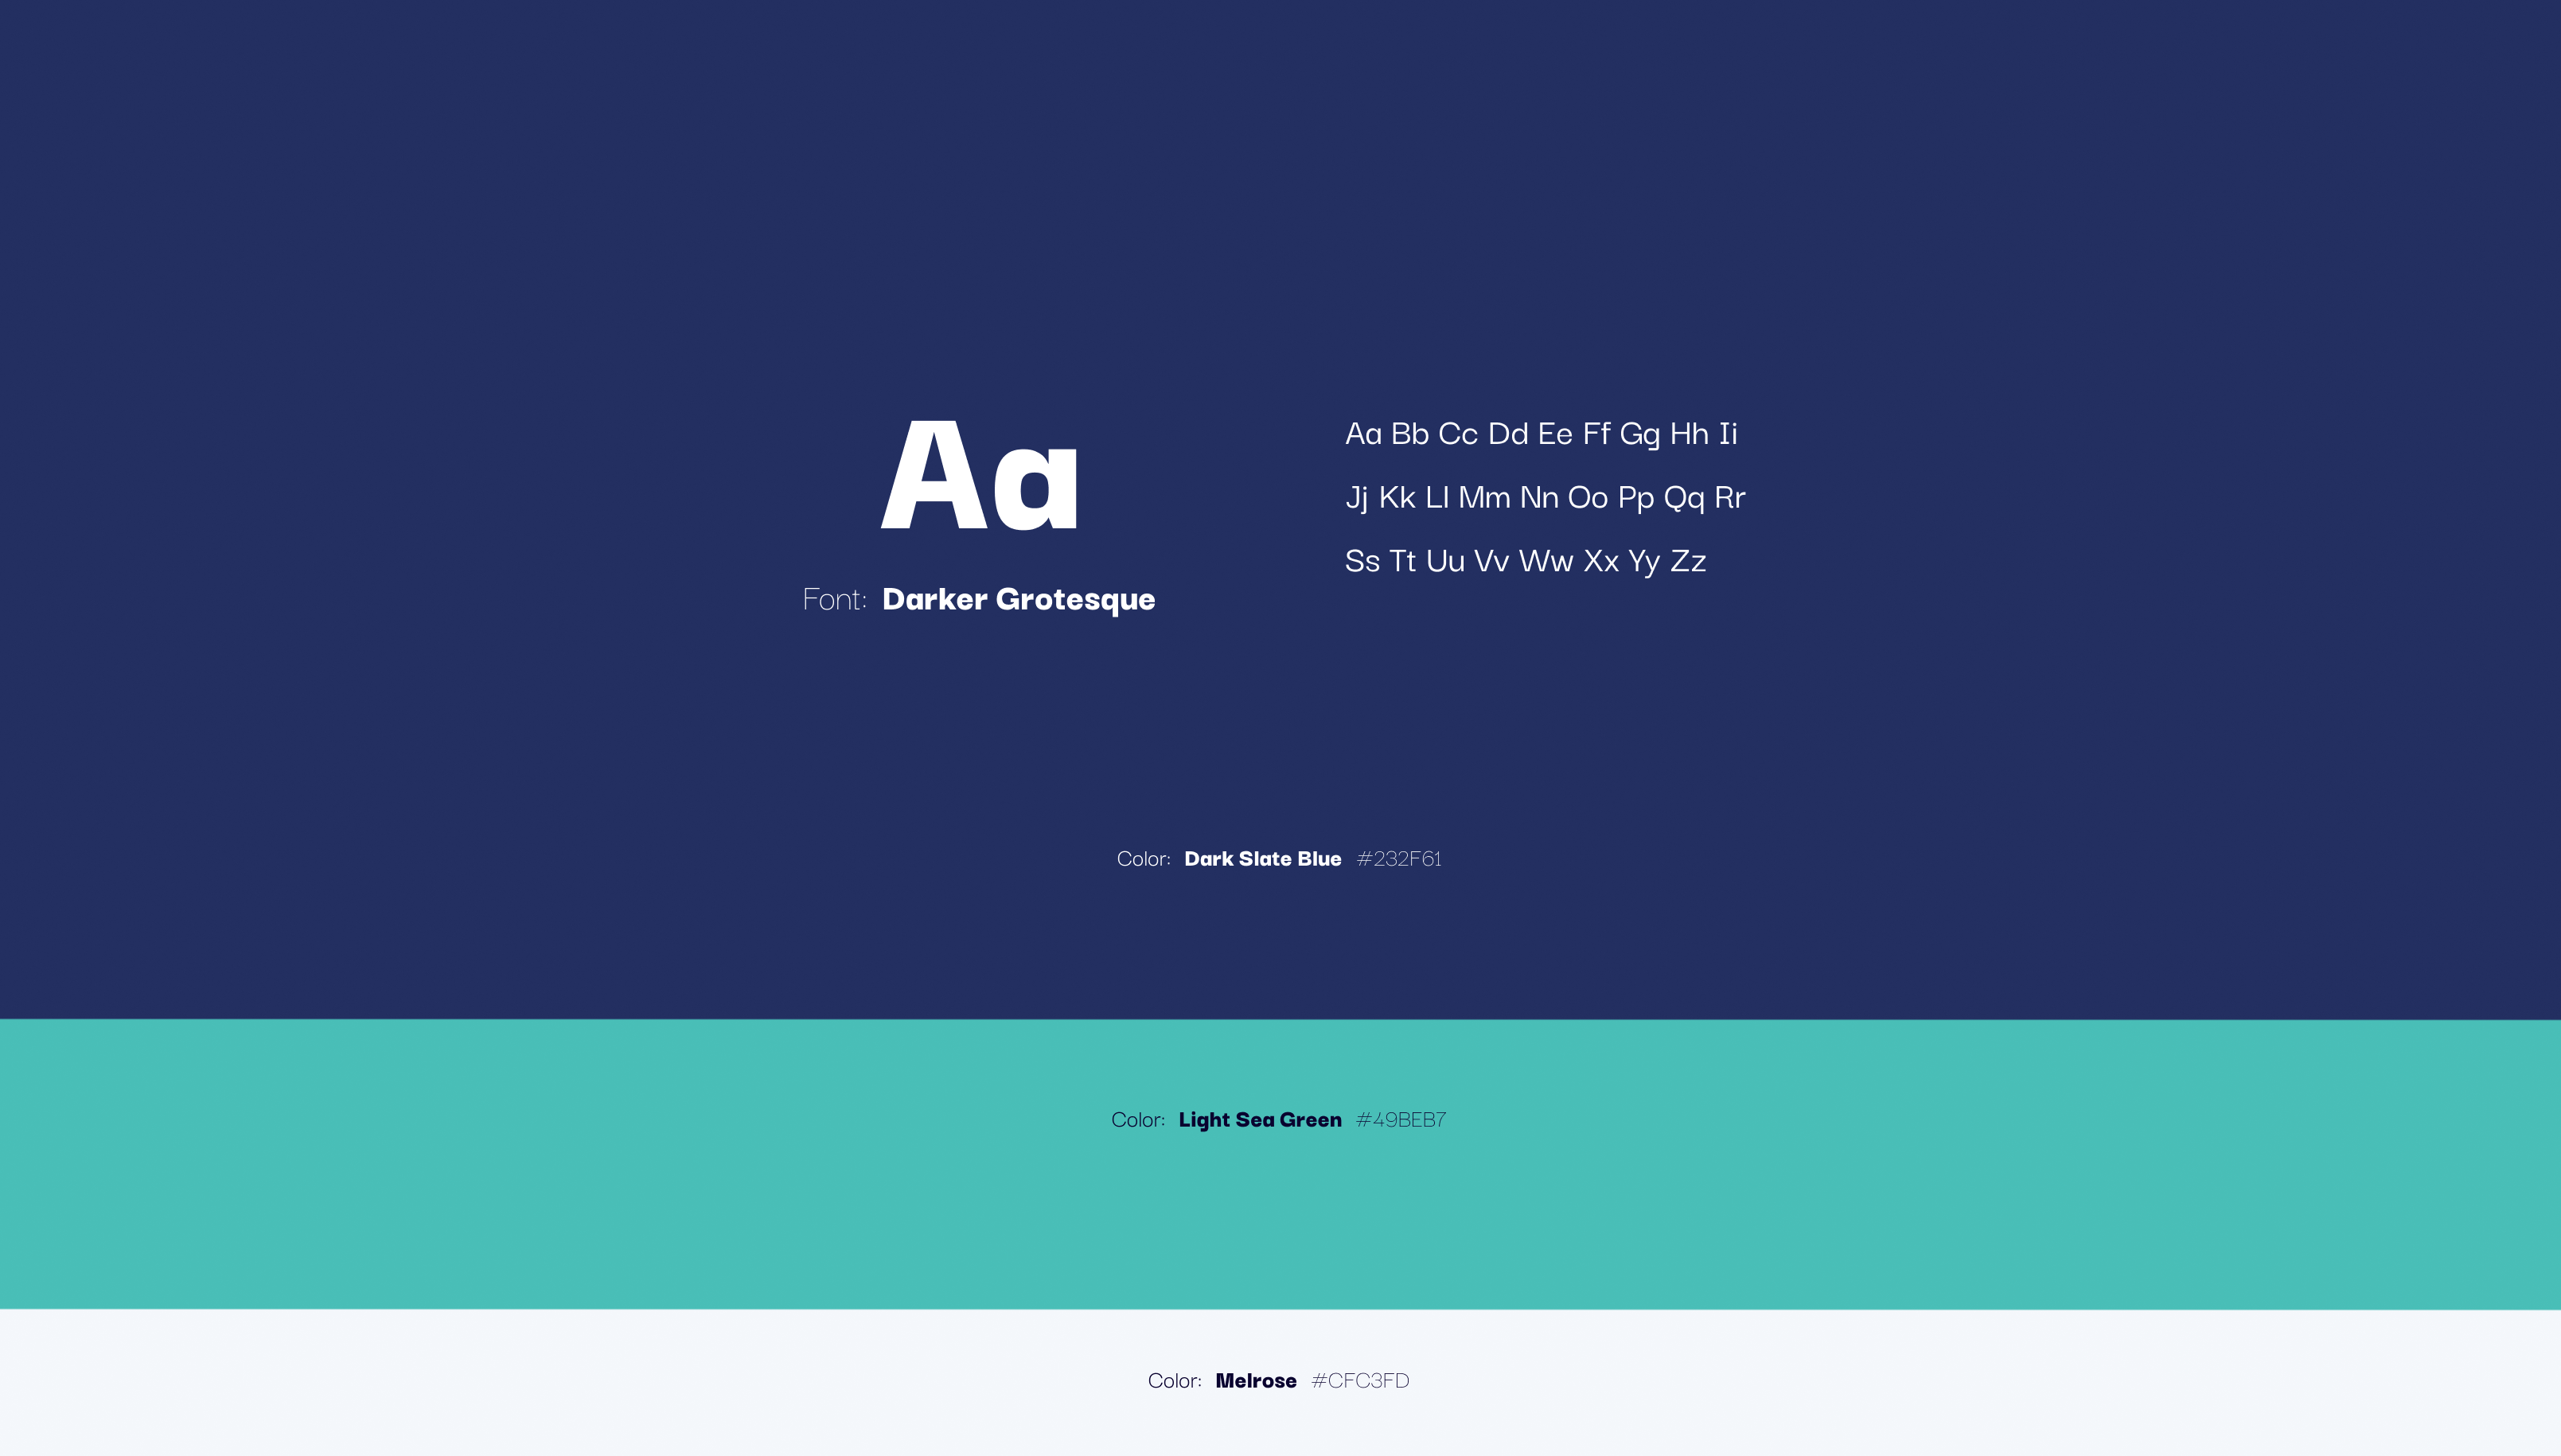 Aa
Font: Darker Grotesque
Aa Bb Cc Dd Ee Ff Gg Hh Ii
Jj Kk Ll Mm Nn Oo Pp Qq Rr
Ss Tt Uu Vv Ww Xx Yy Zz
Color: Dark Slate Blue #232F61
Color: Light Sea Green #49BEB7
Color: Melrose #CFC3FD